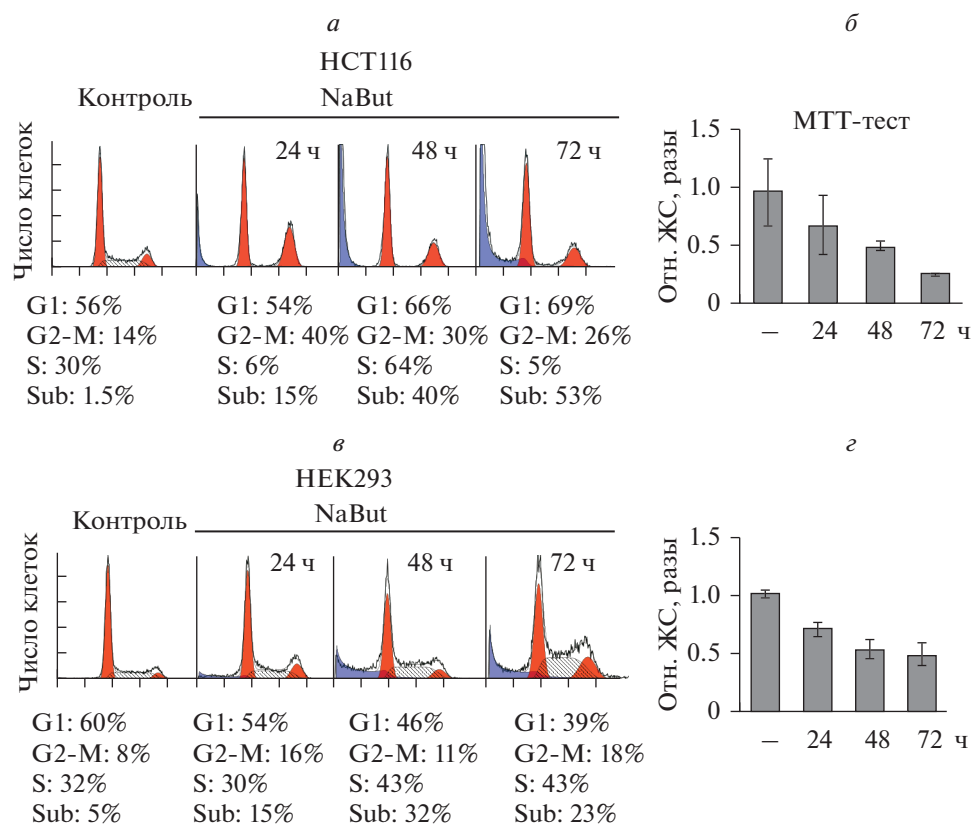 а
НСТ116
Контроль NaBut
24 ч 48 ч 72 ч
Число клеток
G1: 56% G1: 54% G1: 66% G1: 69%
G2-M: 14% G2-M: 40% G2-M: 30% G2-M: 26%
S: 30% S: 6% S: 64% S: 5%
Sub: 1.5% Sub: 15% Sub: 40% Sub: 53%
б
МТТ-тест
Отн. ЖС, разы
1.5
1.0
0.5
0
– 24 48 72 ч
в
HEK293
NaBut
Контроль
24 ч 48 ч 72 ч
Число клеток
G1: 60% G1: 54% G1: 46% G1: 39%
G2-M: 8% G2-M: 16% G2-M: 11% G2-M: 18%
S: 32% S: 30% S: 43% S: 43%
Sub: 5% Sub: 15% Sub: 32% Sub: 23%
г
Отн. ЖС, разы
1.5
1.0
0.5
0
– 24 48 72 ч